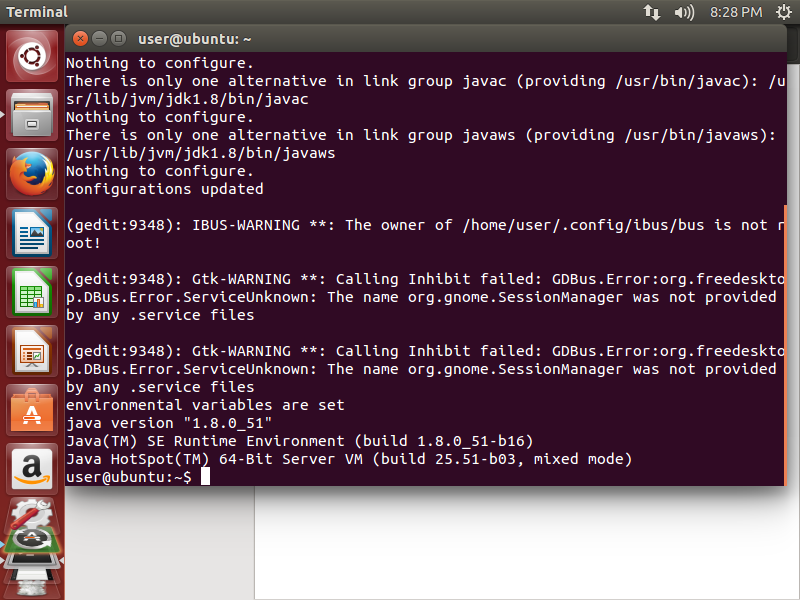 Terminal
8:28 PM
user@ubuntu: ~
Nothing to configure.
There is only one alternative in link group javac (providing /usr/bin/javac): /u
sr/lib/jvm/jdk1.8/bin/javac
Nothing to configure.
There is only one alternative in link group javaws (providing /usr/bin/javaws):
/usr/lib/jvm/jdk1.8/bin/javaws
Nothing to configure.
configurations updated
(gedit:9348): IBUS-WARNING **: The owner of /home/user/.config/ibus/bus is not r
oot!
(gedit:9348): Gtk-WARNING **: Calling Inhibit failed: GDBus.Error:org.freedeskto
p.DBus.Error.ServiceUnknown: The name org.gnome.SessionManager was not provided
by any .service files
(gedit:9348): Gtk-WARNING **: Calling Inhibit failed: GDBus.Error:org.freedeskto
p.DBus.Error.ServiceUnknown: The name org.gnome.SessionManager was not provided
by any .service files
environmental variables are set
java version "1.8.0_51"
Java(TM) SE Runtime Environment (build 1.8.0_51-b16)
Java HotSpot(TM) 64-Bit Server VM (build 25.51-b03, mixed mode)
user@ubuntu:~$